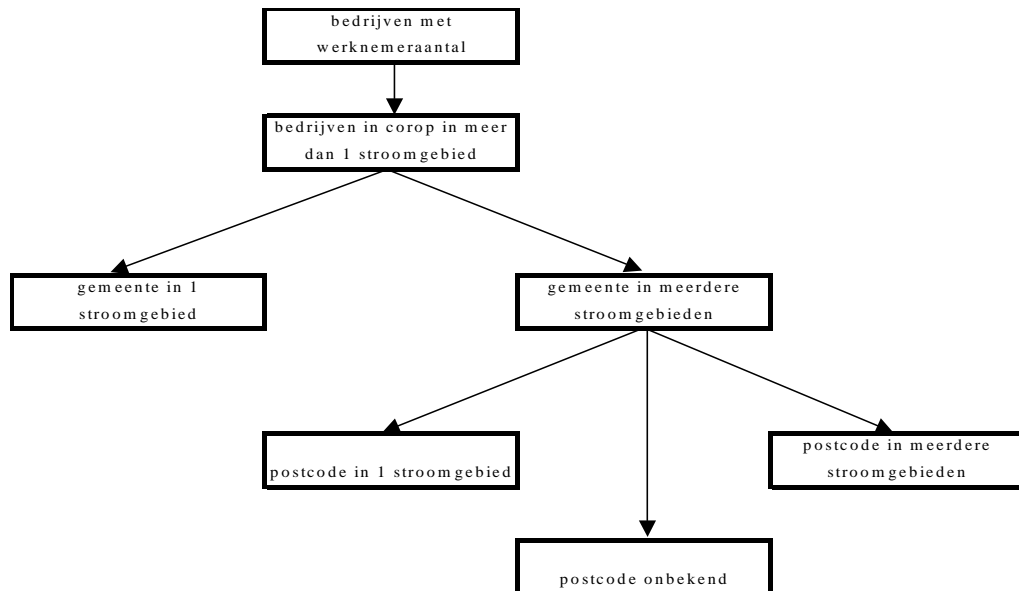 bedrijven met
werknemeraantal
bedrijven in corop in meer
dan 1 stroomgebied
gemeente in 1
stroomgebied
gemeente in meerdere
stroomgebieden
postcode in 1 stroomgebied
postcode in meerdere
stroomgebieden
postcode onbekend